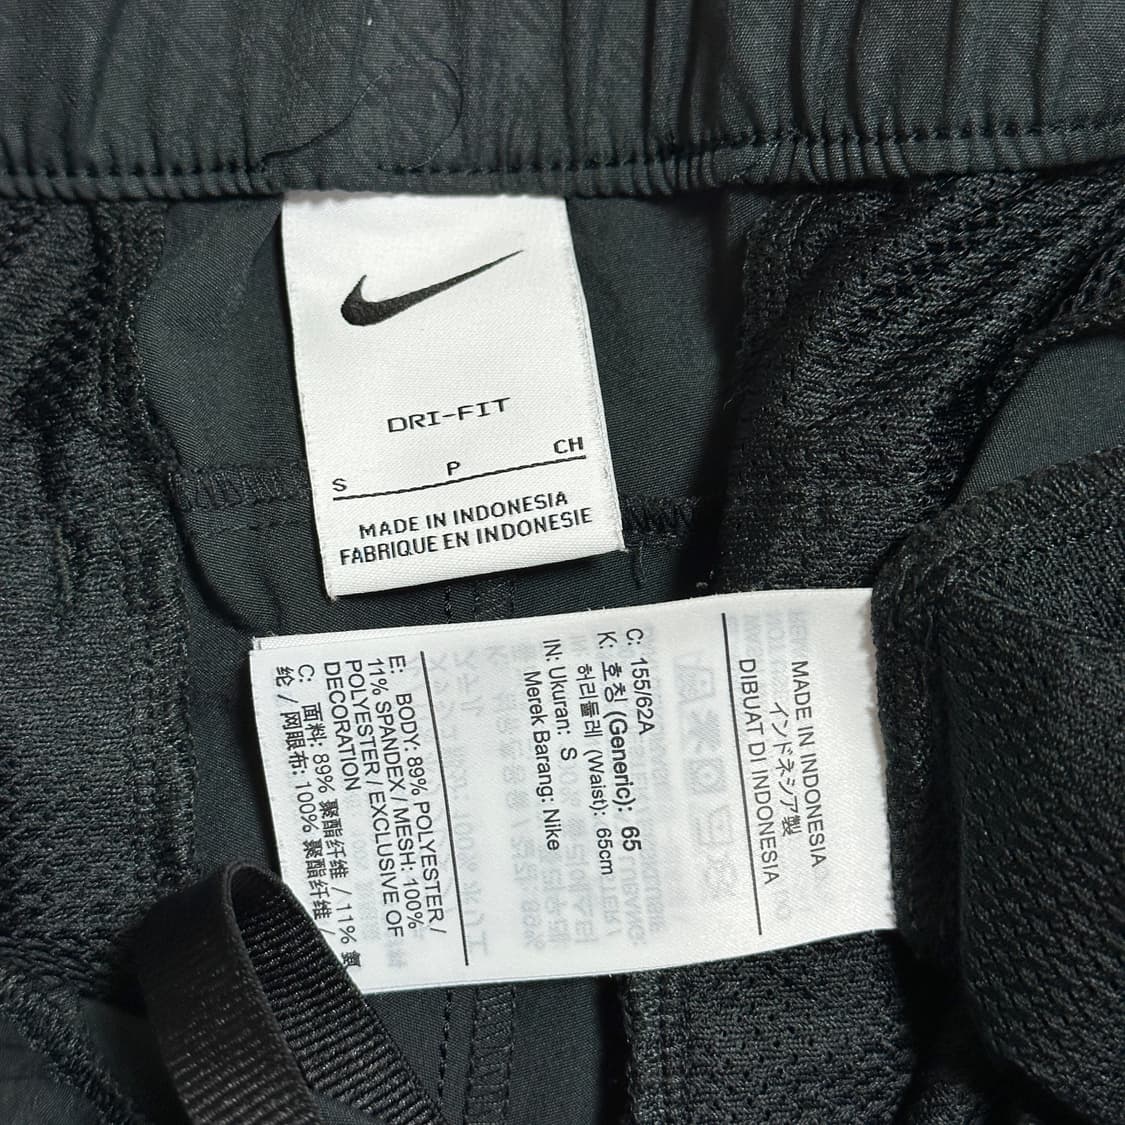 DRI-FIT
S P CH
MADE IN INDONESIA
FABRIQUE EN INDONESIE
MADE IN INDONESIA
インドネシア製
DIBUAT DI INDONESIA
C: 155/62A
K: 호칭 (Generic): 65
허리둘레 (Waist): 65cm
IN: Ukuran: S
Merek Barang: Nike
E: BODY: 89% POLYESTER /
11% SPANDEX / MESH: 100%
POLYESTER / EXCLUSIVE OF
DECORATION
C: 面料: 89% 聚酯纤维 / 11% 氨
纶 / 网眼布: 100% 聚酯纤维 /